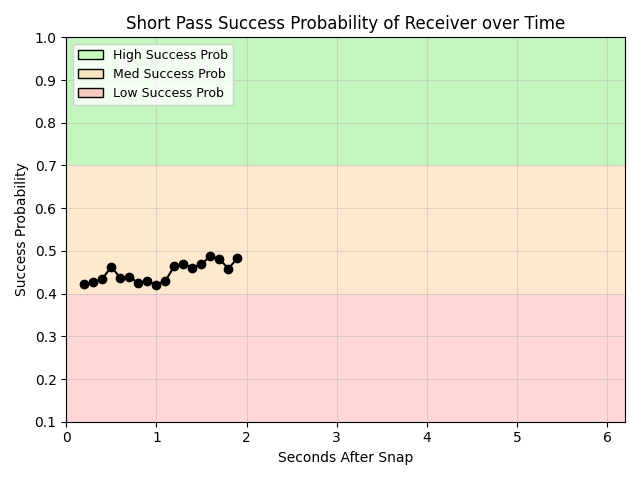 Short Pass Success Probability of Receiver over Time
1.0
0.9
0.8
0.7
0.6
0.5
0.4
0.3
0.2
0.1
Success Probability
High Success Prob
Med Success Prob
Low Success Prob
0 1 2 3 4 5 6
Seconds After Snap